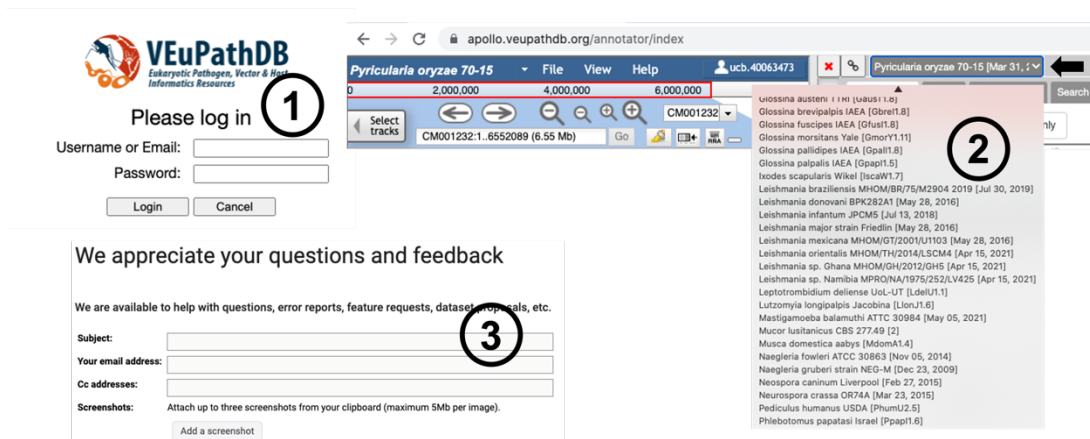 VEuPathDB
Eukaryotic Pathogen, Vector & Host
Informatics Resources
Please log in
1
Username or Email:
Password:
Login Cancel
apollo.veupathdb.org/annotator/index
Pyricularia oryzae 70-15 File View Help ucb.40063473
0 2,000,000 4,000,000 6,000,000
Select
tracks
CM001232
CM001232:1..6552089 (6.55 Mb) Go
Pyricularia oryzae 70-15 [Mar 31, 2
Search
nly
2
Glossina austeni TTRI [GausT1.8]
Glossina brevipalpis IAEA [GbreI1.8]
Glossina fuscipes IAEA [GfusI1.8]
Glossina morsitans Yale [GmorY1.11]
Glossina pallidipes IAEA [GpalI1.8]
Glossina palpalis IAEA [GpapI1.5]
Ixodes scapularis Wikel [IscaW1.7]
Leishmania braziliensis MHOM/BR/75/M2904 2019 [Jul 30, 2019]
Leishmania donovani BPK282A1 [May 28, 2016]
Leishmania infantum JPCM5 [Jul 13, 2018]
Leishmania major strain Friedlin [May 28, 2016]
Leishmania mexicana MHOM/GT/2001/U1103 [May 28, 2016]
Leishmania orientalis MHOM/TH/2014/LSCM4 [Apr 15, 2021]
Leishmania sp. Ghana MHOM/GH/2012/GH5 [Apr 15, 2021]
Leishmania sp. Namibia MPRO/NA/1975/252/LV425 [Apr 15, 2021]
Leptotrombidium deliense UoL-UT [LdelU1.1]
Lutzomyia longipalpis Jacobina [LlonJ1.6]
Mastigamoeba balamuthi ATTC 30984 [May 05, 2021]
Mucor lusitanicus CBS 277.49 [2]
Musca domestica aabys [MdomA1.4]
Naegleria fowleri ATCC 30863 [Nov 05, 2014]
Naegleria gruberi strain NEG-M [Dec 23, 2009]
Neospora caninum Liverpool [Feb 27, 2015]
Neurospora crassa OR74A [Mar 23, 2015]
Pediculus humanus USDA [PhumU2.5]
Phlebotomus papatasi Israel [PpapI1.6]
We appreciate your questions and feedback
We are available to help with questions, error reports, feature requests, dataset proposals, etc.
3
Subject:
Your email address:
Cc addresses:
Screenshots: Attach up to three screenshots from your clipboard (maximum 5Mb per image).
Add a screenshot